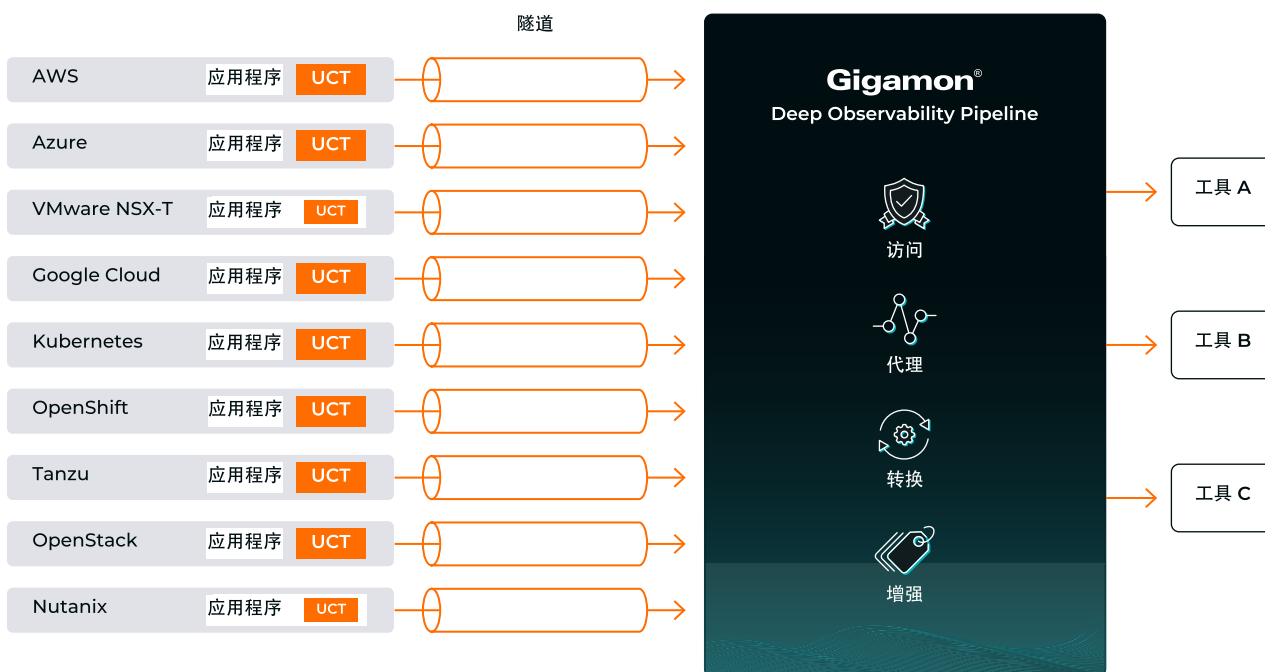 隧道
AWS 应用程序 UCT
Azure 应用程序 UCT
VMware NSX-T 应用程序 UCT
Google Cloud 应用程序 UCT
Kubernetes 应用程序 UCT
OpenShift 应用程序 UCT
Tanzu 应用程序 UCT
OpenStack 应用程序 UCT
Nutanix 应用程序 UCT
Gigamon®
Deep Observability Pipeline
访问
代理
转换
增强
工具 A
工具 B
工具 C